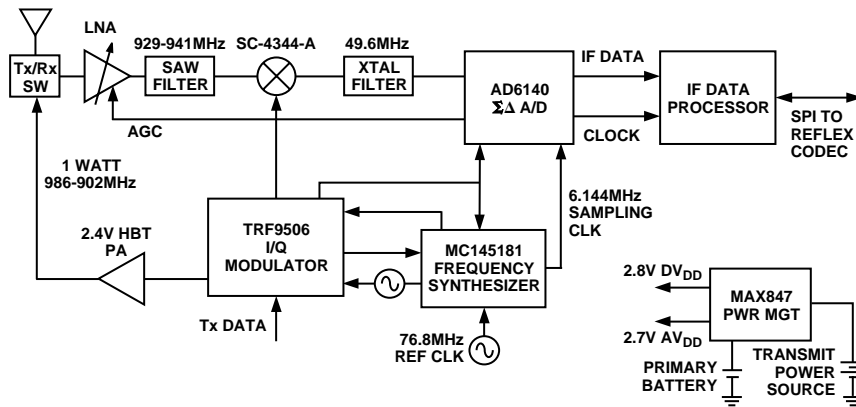 LNA
929-941MHz
SC-4344-A
49.6MHz
Tx/Rx
SW
SAW
FILTER
XTAL
FILTER
AD6140
ΣΔ A/D
IF DATA
CLOCK
IF DATA
PROCESSOR
SPI TO
REFLEX
CODEC
AGC
1 WATT
986-902MHz
6.144MHz
SAMPLING
CLK
2.4V HBT
PA
TRF9506
I/Q
MODULATOR
MC145181
FREQUENCY
SYNTHESIZER
Tx DATA
76.8MHz
REF CLK
2.8V DVDD
2.7V AVDD
MAX847
PWR MGT
PRIMARY
BATTERY
TRANSMIT
POWER
SOURCE